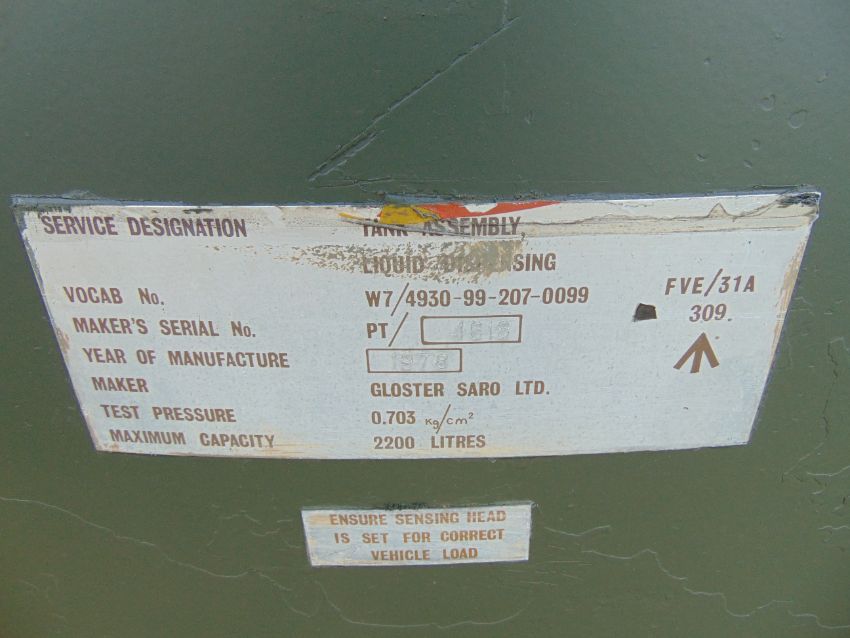 SERVICE DESIGNATION TANK ASSEMBLY,
LIQUID DISPENSING
VOCAB No. W7/4930-99-207-0099 FVE/31A
MAKER'S SERIAL No. PT/ 309.
YEAR OF MANUFACTURE 1978
MAKER GLOSTER SARO LTD.
TEST PRESSURE 0.703 Kg/cm²
MAXIMUM CAPACITY 2200 LITRES
ENSURE SENSING HEAD
IS SET FOR CORRECT
VEHICLE LOAD